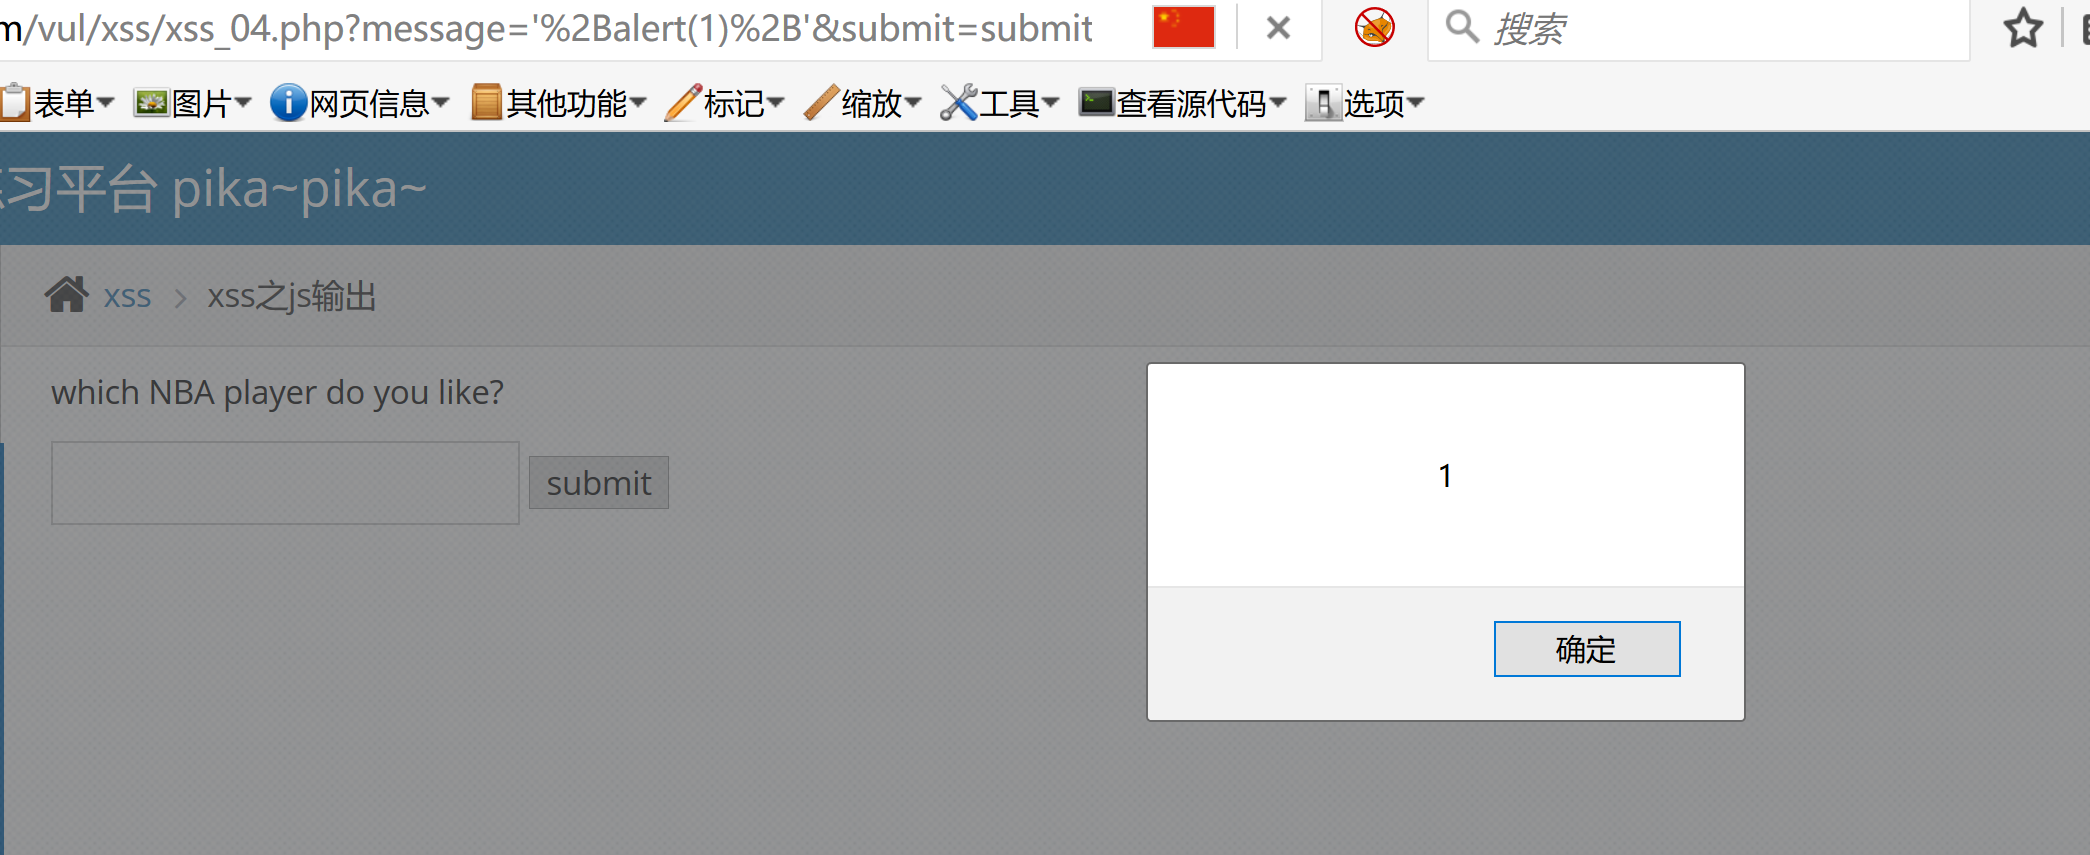 m/vul/xss/xss_04.php?message='%2Balert(1)%2B'&submit=submit 搜索
表单 图片 网页信息 其他功能 标记 缩放 工具 查看源代码 选项
习平台 pika~pika~
xss > xss之js输出
which NBA player do you like?
submit
1
确定